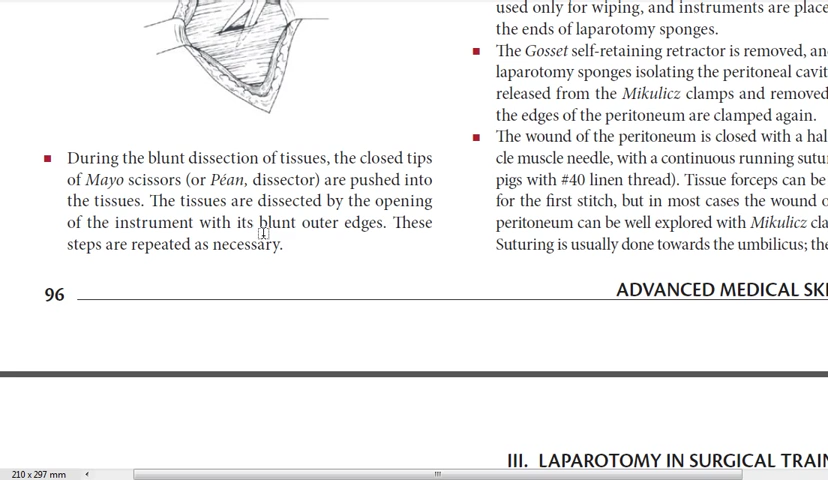 During the blunt dissection of tissues, the closed tips
of Mayo scissors (or Péan, dissector) are pushed into
the tissues. The tissues are dissected by the opening
of the instrument with its blunt outer edges. These
steps are repeated as necessary.
used only for wiping, and instruments are place
the ends of laparotomy sponges.
The Gosset self-retaining retractor is removed, an
laparotomy sponges isolating the peritoneal cavit
released from the Mikulicz clamps and removed
the edges of the peritoneum are clamped again.
The wound of the peritoneum is closed with a hal
cle muscle needle, with a continuous running sutu
pigs with #40 linen thread). Tissue forceps can be
for the first stitch, but in most cases the wound o
peritoneum can be well explored with Mikulicz cla
Suturing is usually done towards the umbilicus; the
96
ADVANCED MEDICAL SKI
III. LAPAROTOMY IN SURGICAL TRAIN
210 x 297 mm